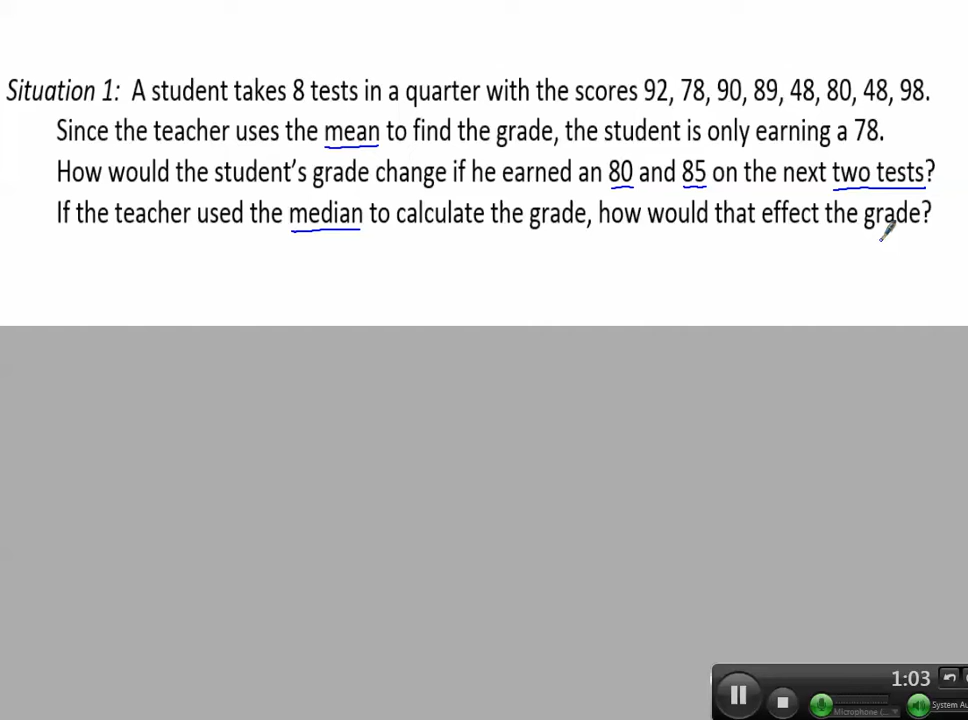 Situation 1: A student takes 8 tests in a quarter with the scores 92, 78, 90, 89, 48, 80, 48, 98.
Since the teacher uses the mean to find the grade, the student is only earning a 78.
How would the student's grade change if he earned an 80 and 85 on the next two tests?
If the teacher used the median to calculate the grade, how would that effect the grade?
1:03
Microphone (
System Au